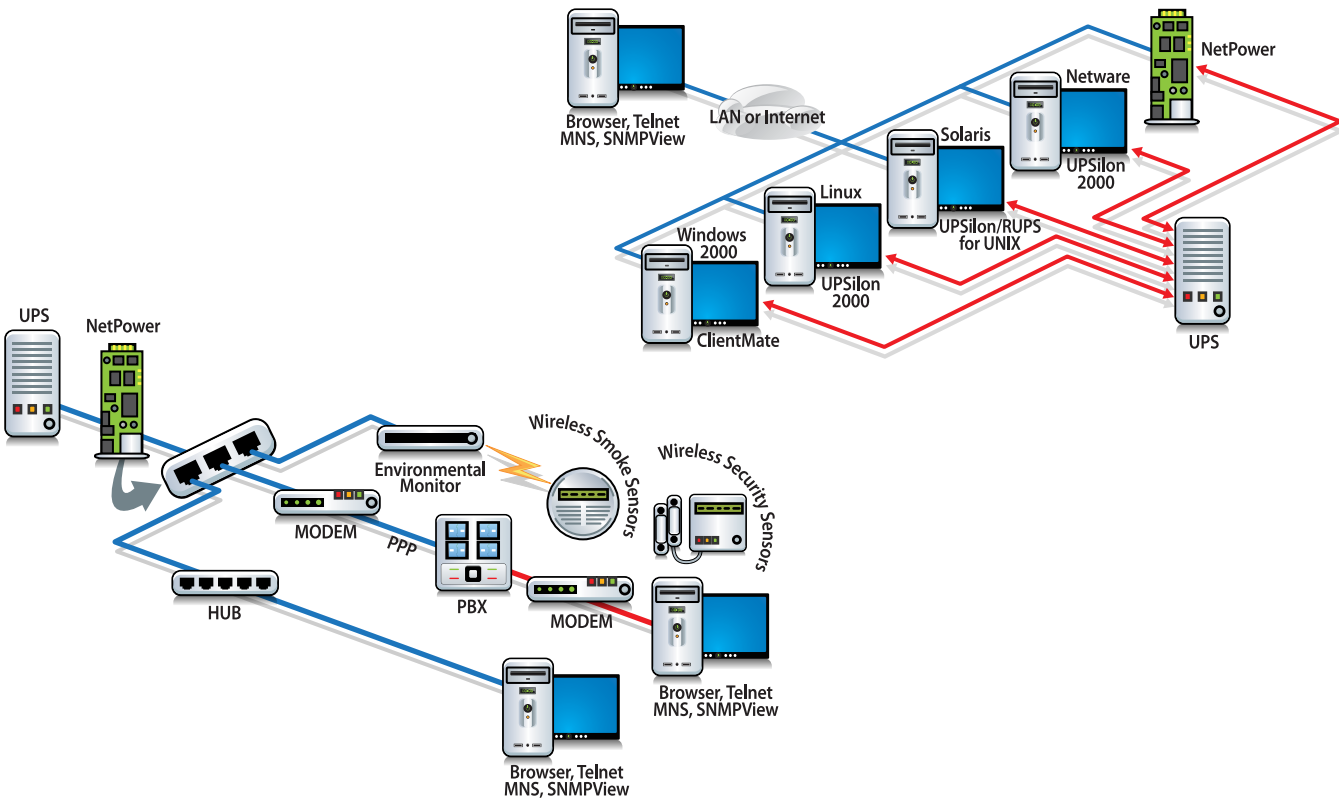 Browser, Telnet
MNS, SNMPView
LAN or Internet
NetPower
Netware
UPSilon
2000
Solaris
UPSilon/RUPS
for UNIX
Linux
UPSilon
2000
Windows
2000
ClientMate
UPS
UPS
NetPower
Environmental
Monitor
Wireless Smoke Sensors
Wireless Security Sensors
MODEM
PPP
PBX
MODEM
HUB
Browser, Telnet
MNS, SNMPView
Browser, Telnet
MNS, SNMPView